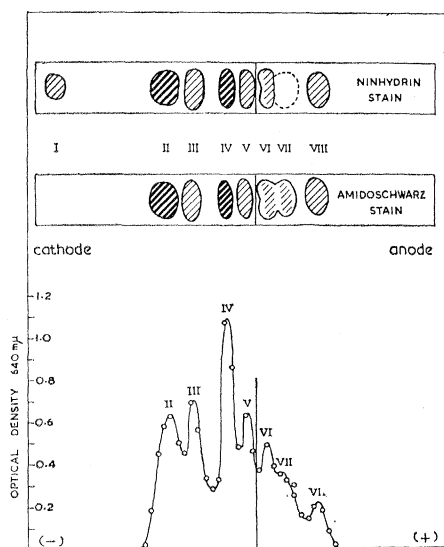 NINHYDRIN
STAIN
I II III IV V VI VII VIII
AMIDOSCHWARZ
STAIN
cathode anode
OPTICAL DENSITY 540 mμ
1.2
1.0
0.8
0.6
0.4
0.2
II
III
IV
V
VI
VII
VI
(-) (+)